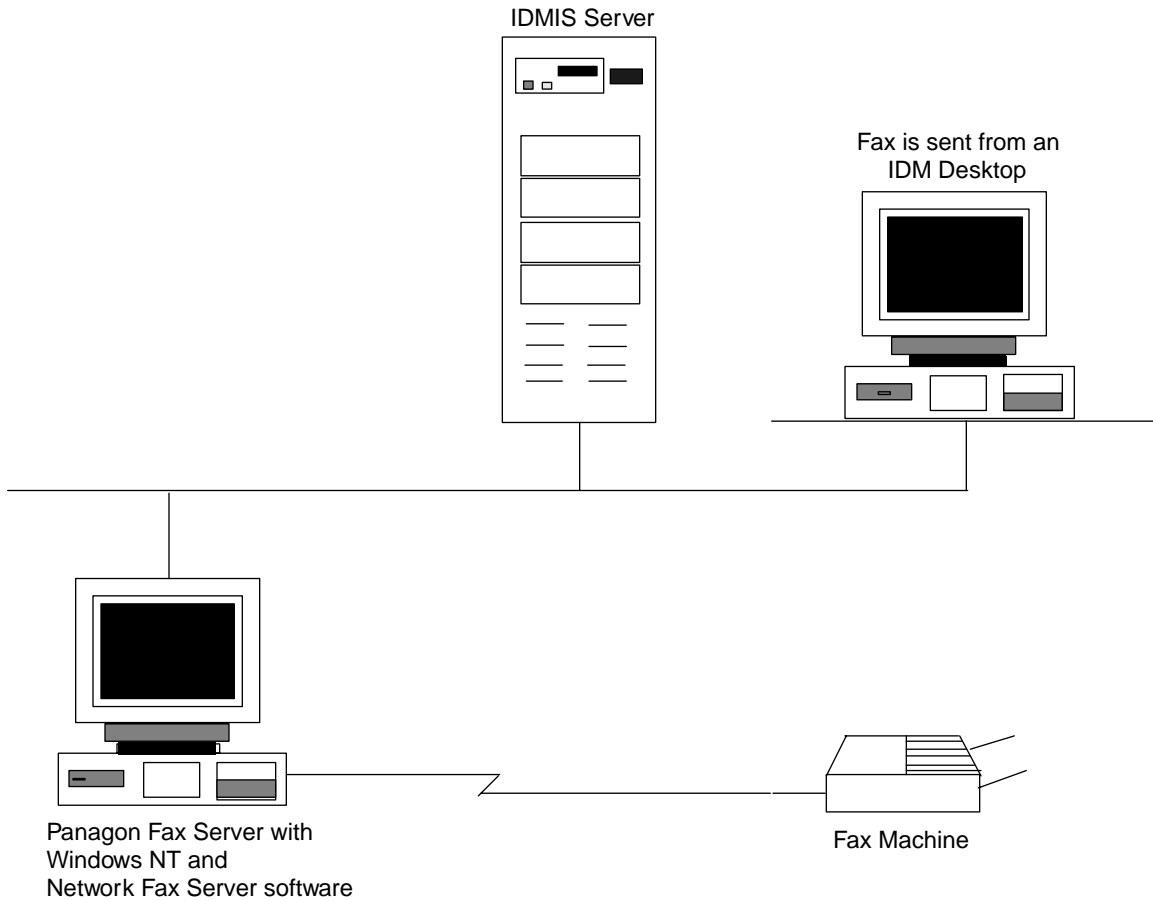 IDMIS Server
Fax is sent from an
IDM Desktop
Panagon Fax Server with
Windows NT and
Network Fax Server software
Fax Machine